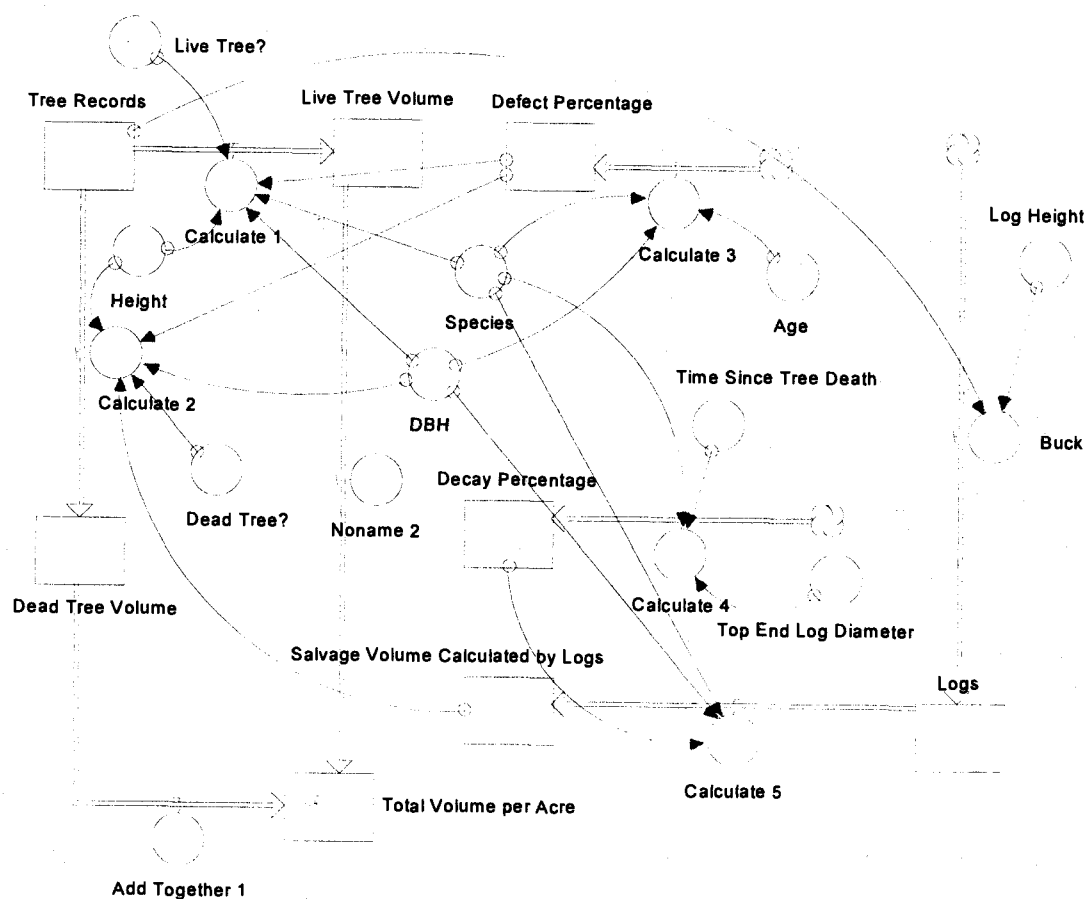 Live Tree?
Tree Records
Live Tree Volume
Defect Percentage
Log Height
Calculate 1
Calculate 3
Height
Species
Age
Time Since Tree Death
Calculate 2
DBH
Buck
Decay Percentage
Dead Tree?
Noname 2
Dead Tree Volume
Calculate 4
Top End Log Diameter
Salvage Volume Calculated by Logs
Logs
Calculate 5
Total Volume per Acre
Add Together 1